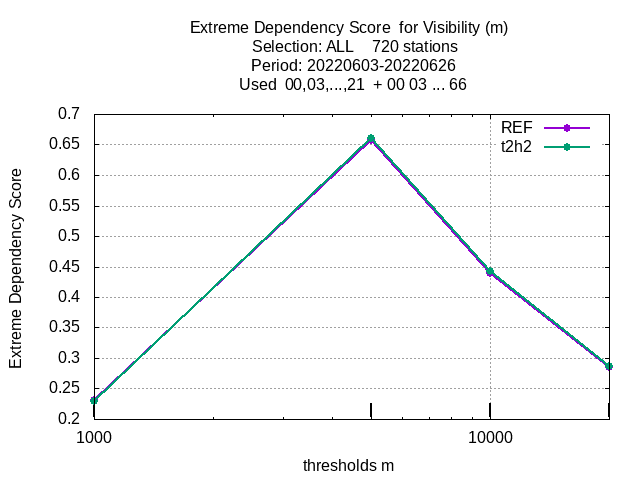 Extreme Dependency Score  for Visibility (m)
Selection: ALL    720 stations
Period: 20220603-20220626
Used  00,03,...,21  + 00 03 ... 66
REF
t2h2
Extreme Dependency Score
0.7
0.65
0.6
0.55
0.5
0.45
0.4
0.35
0.3
0.25
0.2
1000
10000
thresholds m